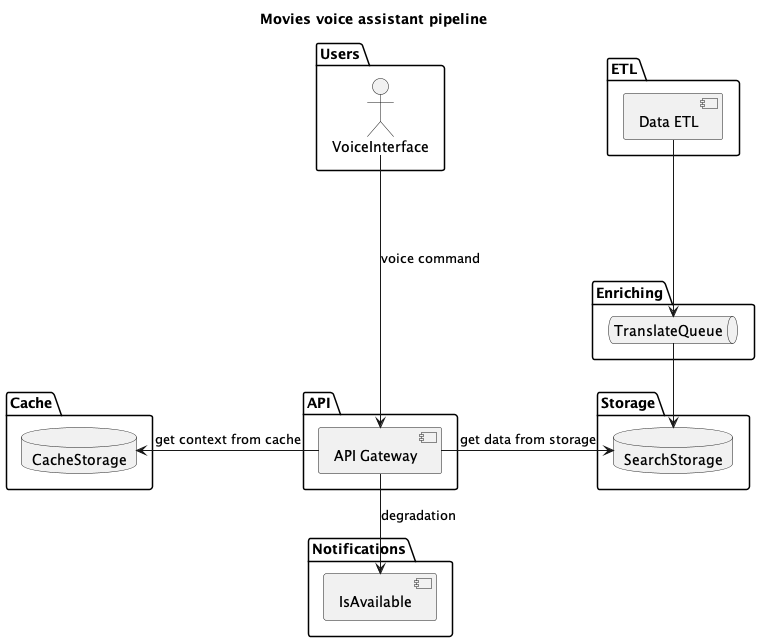 Movies voice assistant pipeline
Users
VoiceInterface
ETL
Data ETL
voice command
Enriching
TranslateQueue
Cache
CacheStorage
get context from cache
API
API Gateway
get data from storage
Storage
SearchStorage
degradation
Notifications
IsAvailable